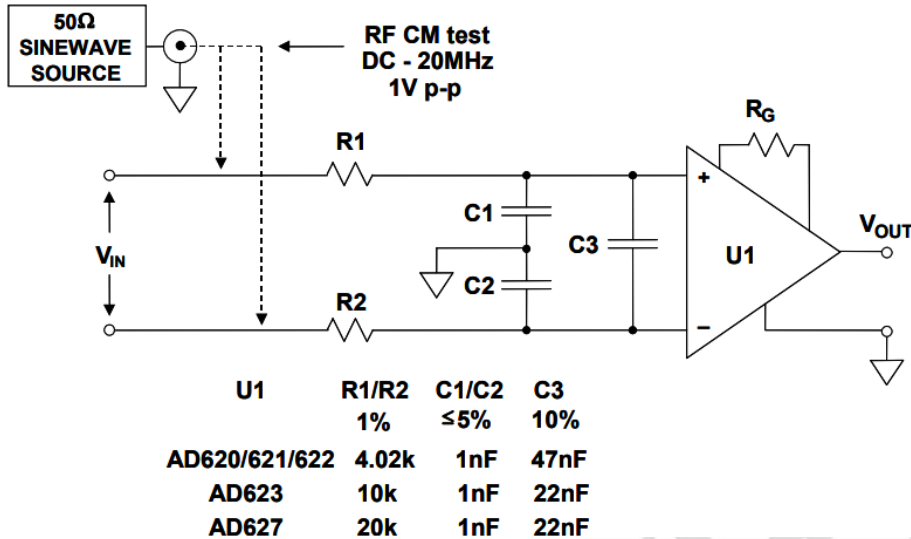 50Ω
SINEWAVE
SOURCE
RF CM test
DC - 20MHz
1V p-p
RG
R1
+
C1
C3
VIN
C2
U1
VOUT
R2
−
U1 R1/R2 C1/C2 C3
1% ≤5% 10%
AD620/621/622 4.02k 1nF 47nF
AD623 10k 1nF 22nF
AD627 20k 1nF 22nF